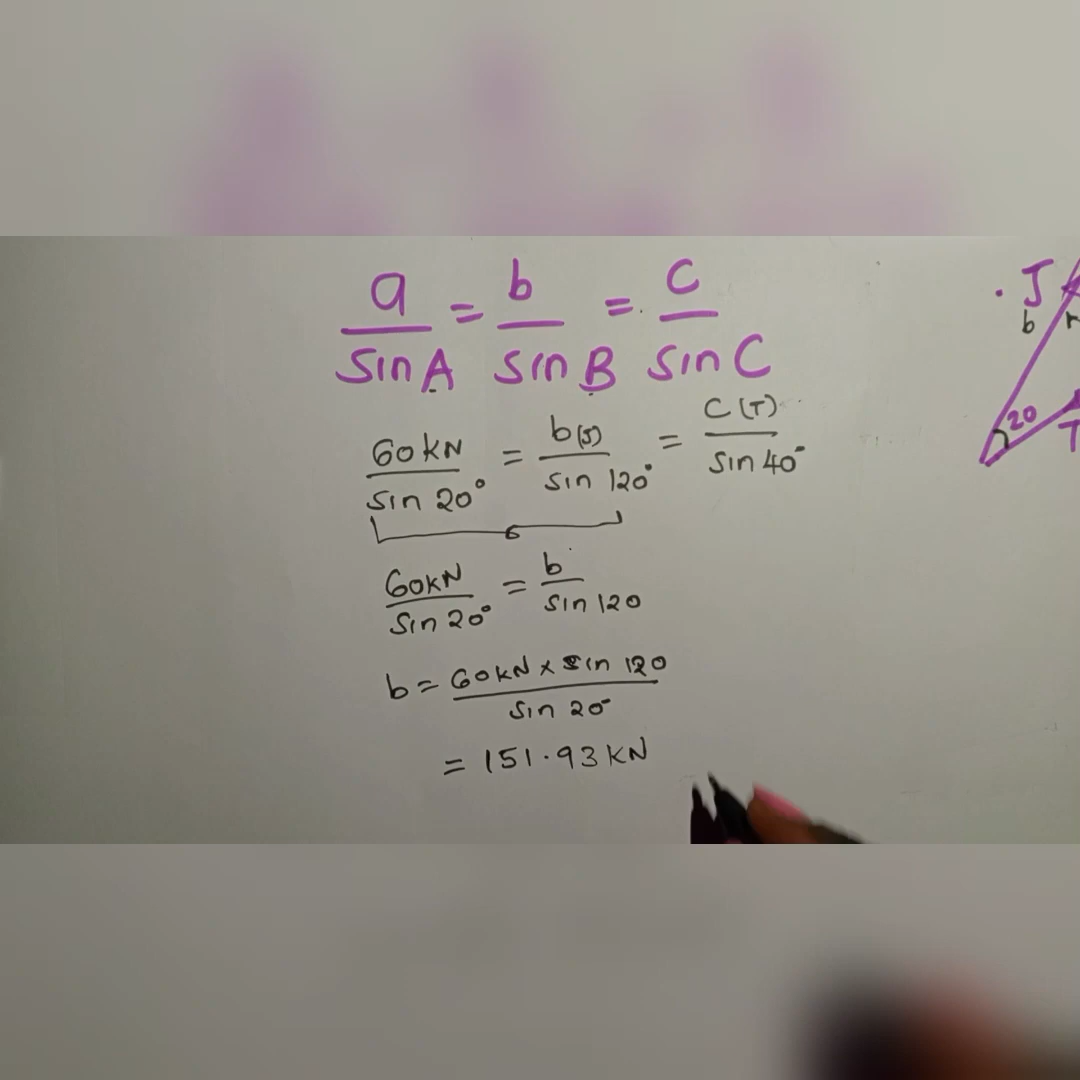 a = b = c
sin A sin B sin C
60kN = b(J) = C(T)
sin 20° sin 120° sin 40°
60kN = b
sin 20° sin 120
b = 60kN × sin 120
sin 20°
= 151.93KN
. J
b
20
T